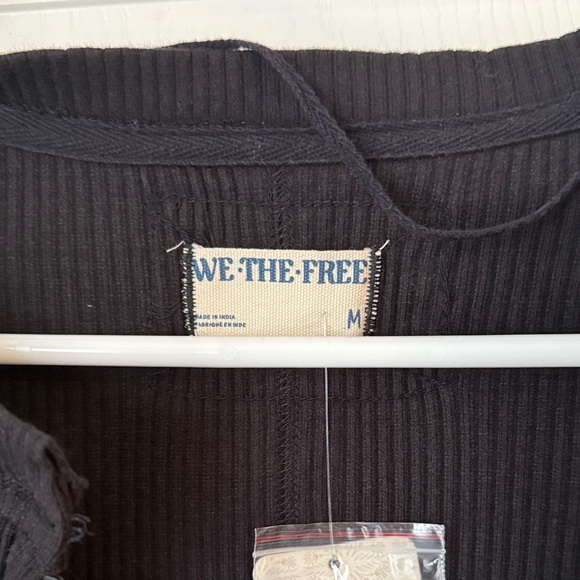 WE·THE·FREE
MADE IN INDIA
FABRIQUÉ EN INDE
M